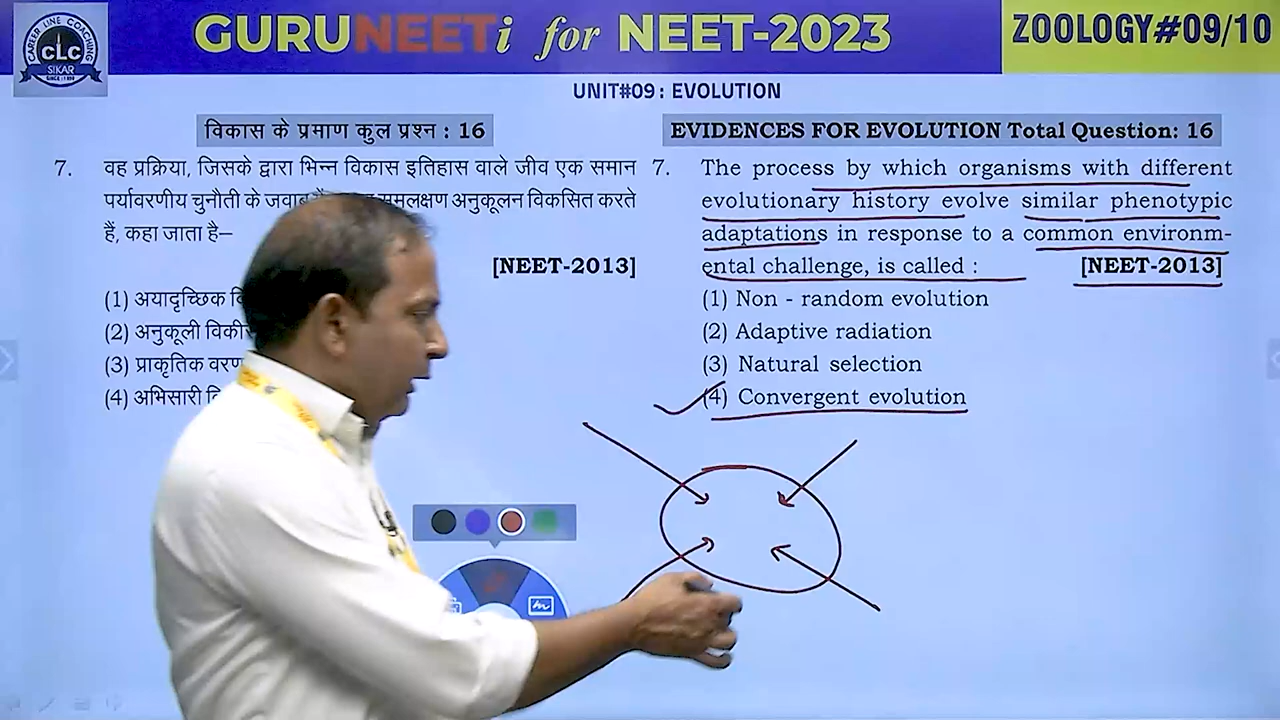 GURUNEETi for NEET-2023
ZOOLOGY#09/10
CAREER LINE COACHING
CLC
SIKAR
SINCE : 1996
UNIT#09 : EVOLUTION
विकास के प्रमाण कुल प्रश्न : 16
7. वह प्रक्रिया, जिसके द्वारा भिन्न विकास इतिहास वाले जीव एक समान
पर्यावरणीय चुनौती के जवाब समलक्षण अनुकूलन विकसित करते
हैं, कहा जाता है–
[NEET-2013]
(1) अयादृच्छिक
(2) अनुकूली
(3) प्राकृतिक
(4) अभिसारी
EVIDENCES FOR EVOLUTION Total Question: 16
7. The process by which organisms with different
evolutionary history evolve similar phenotypic
adaptations in response to a common environm-
ental challenge, is called : [NEET-2013]
(1) Non - random evolution
(2) Adaptive radiation
(3) Natural selection
(4) Convergent evolution